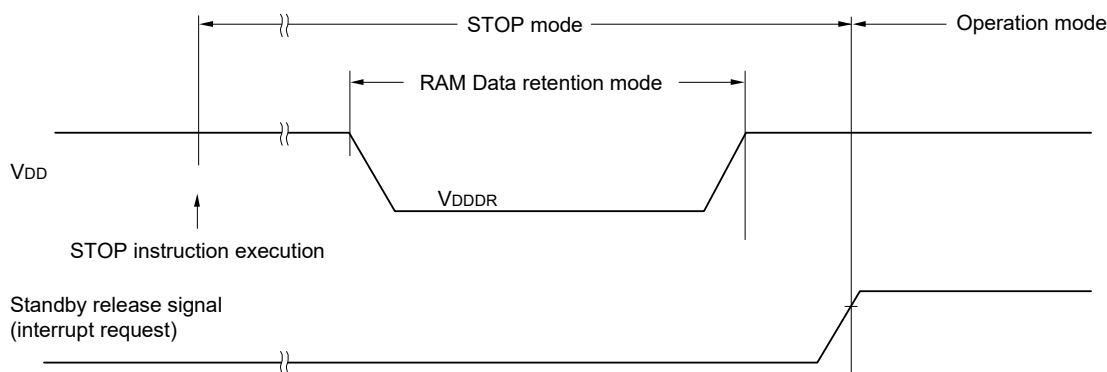 STOP mode
Operation mode
RAM Data retention mode
VDD
VDDDR
STOP instruction execution
Standby release signal
(interrupt request)